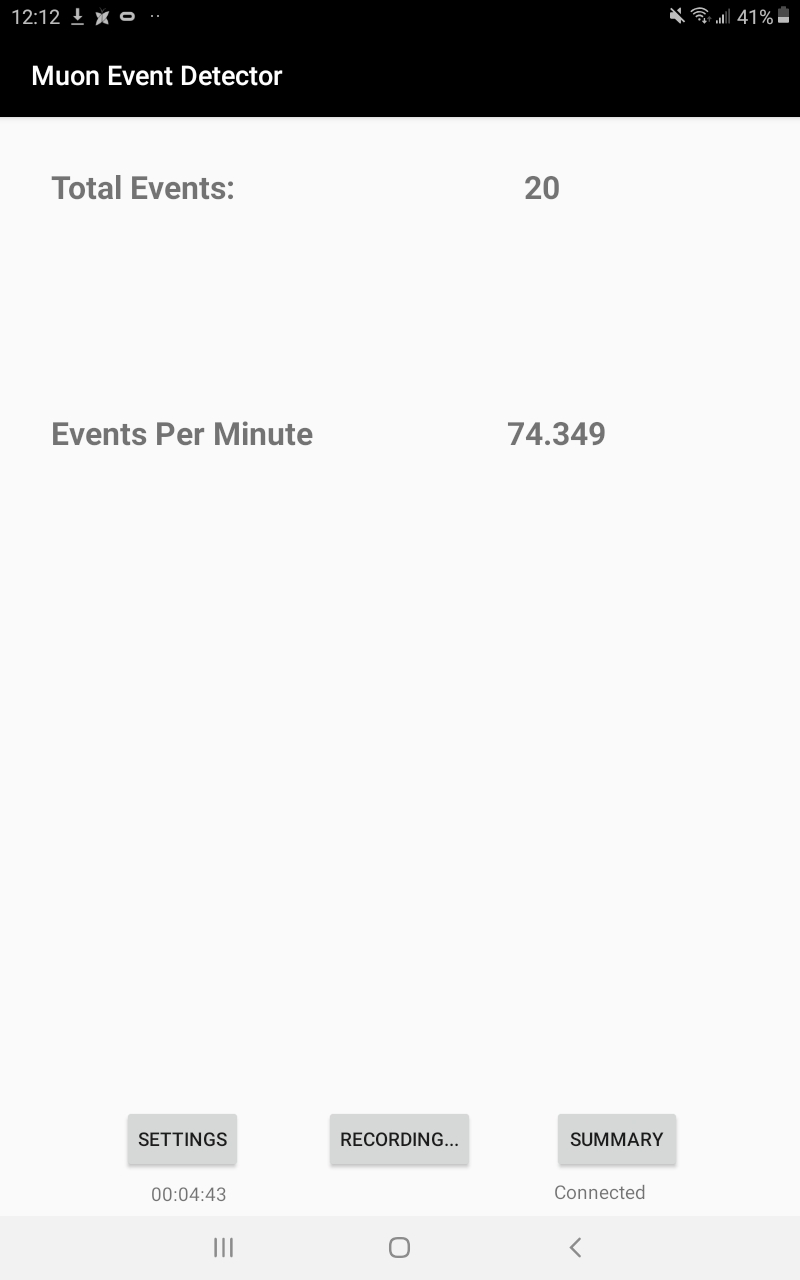 12:12 41%
Muon Event Detector
Total Events: 20
Events Per Minute 74.349
SETTINGS RECORDING... SUMMARY
00:04:43 Connected